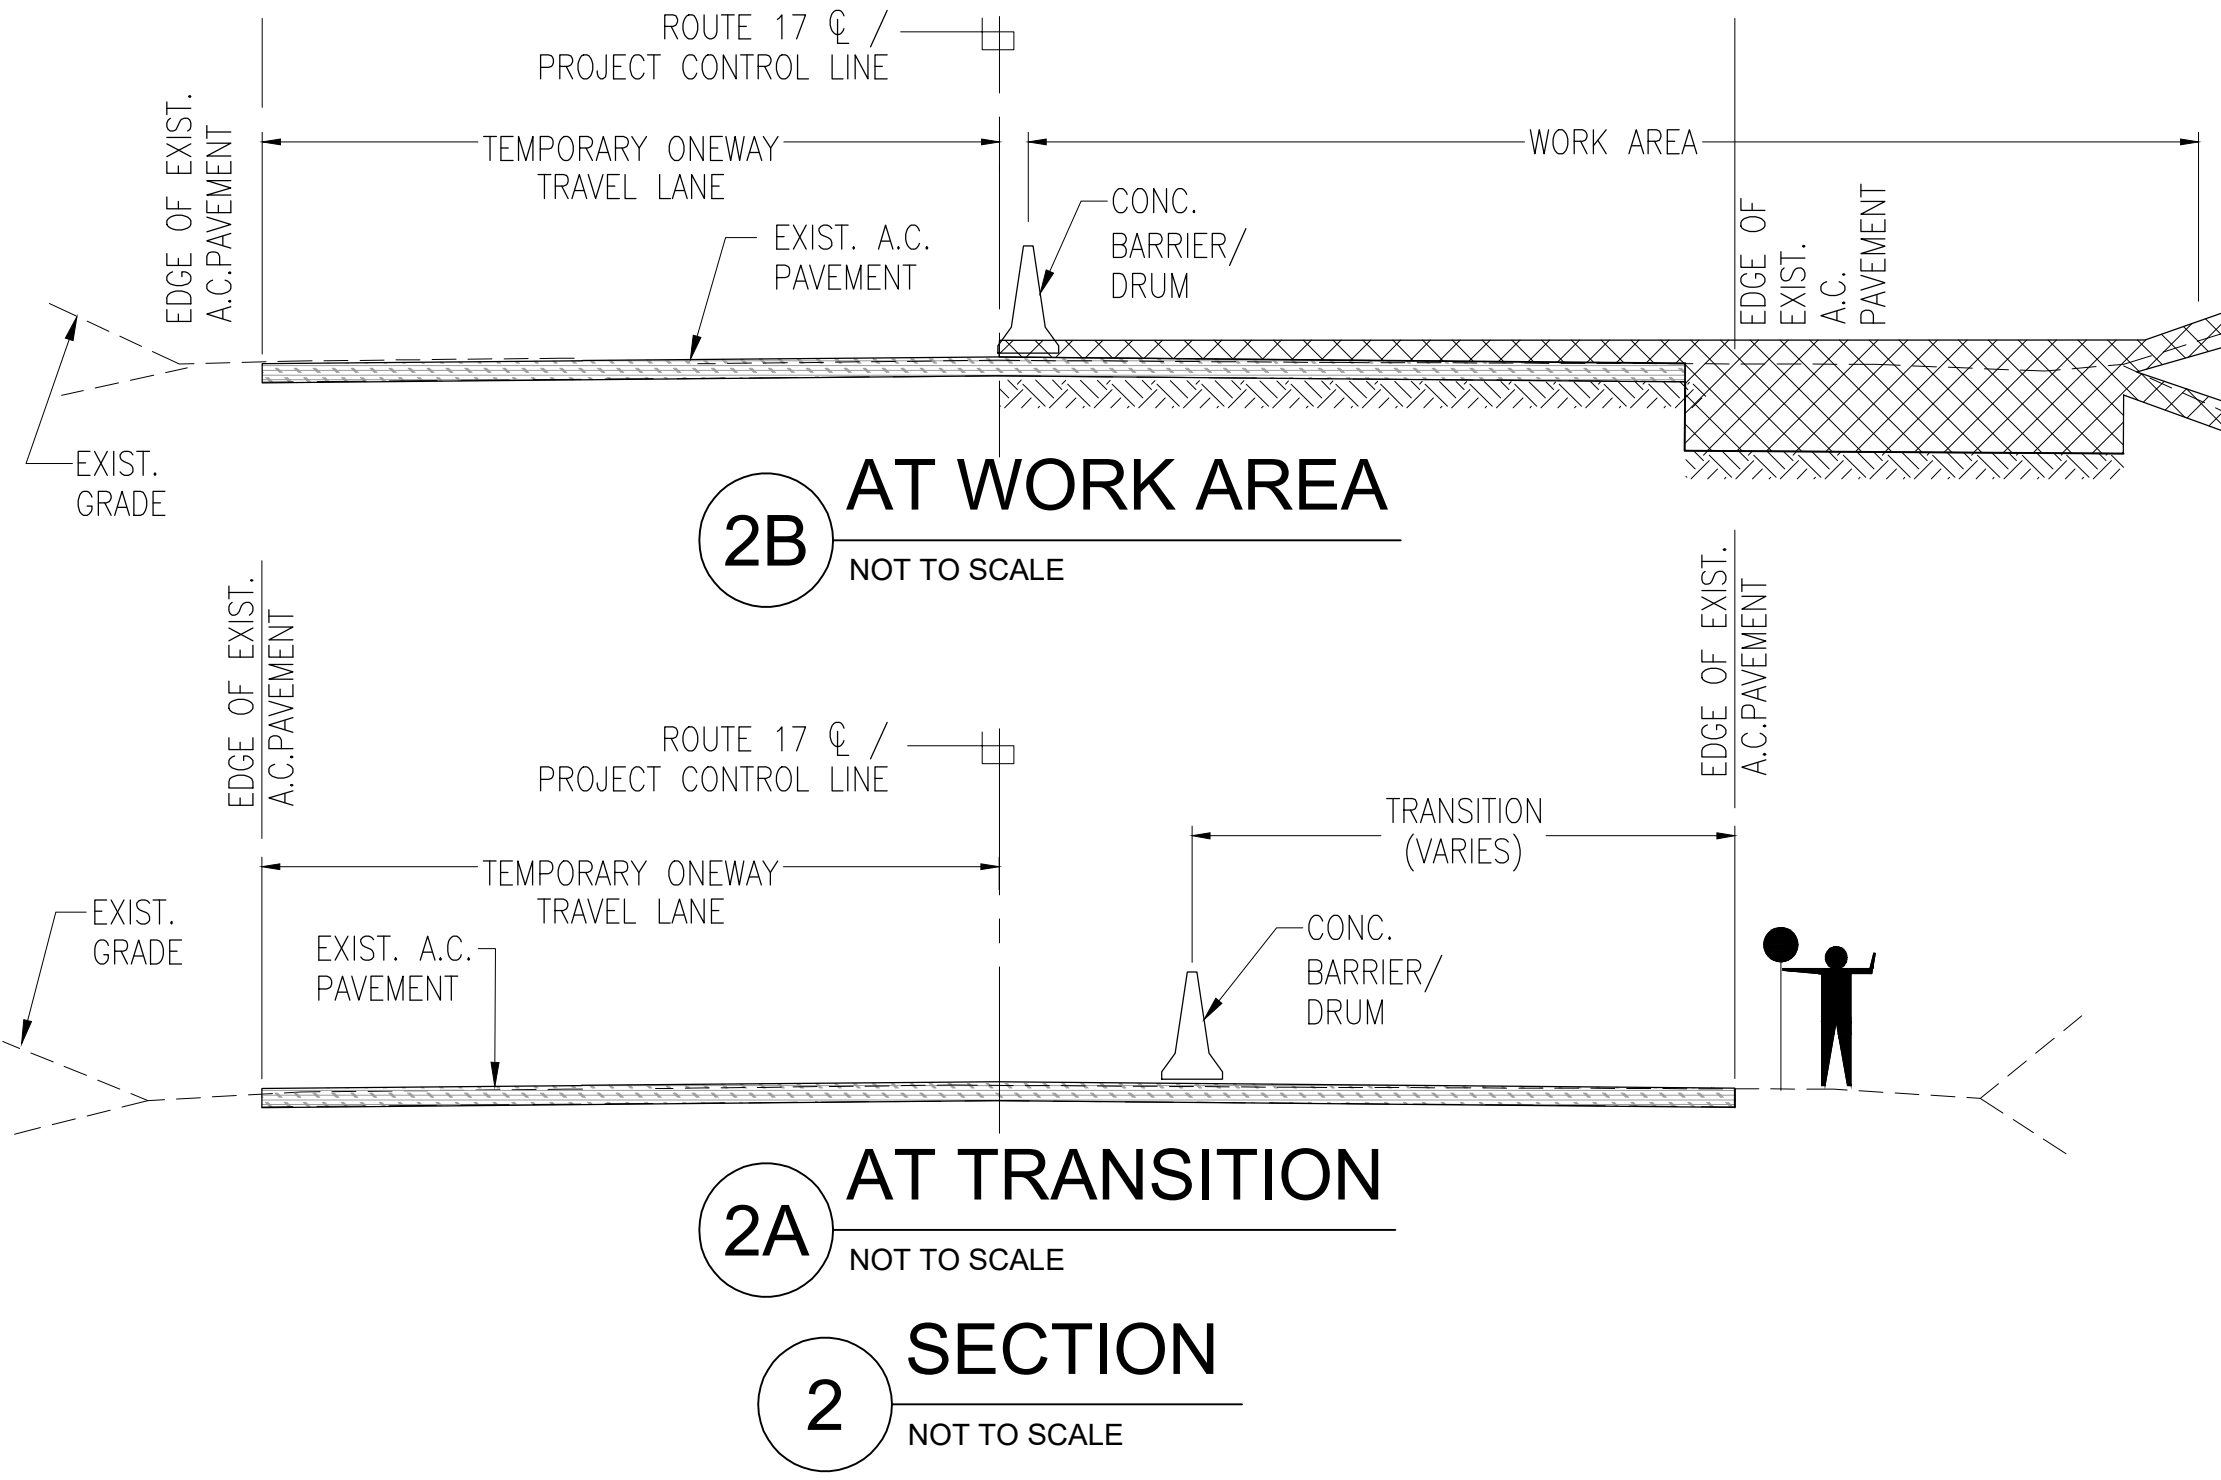 ROUTE 17 ℄ /
PROJECT CONTROL LINE
EDGE OF EXIST.
A.C.PAVEMENT
TEMPORARY ONEWAY
TRAVEL LANE
WORK AREA
EXIST. A.C.
PAVEMENT
CONC.
BARRIER/
DRUM
EDGE OF
EXIST.
A.C.
PAVEMENT
EXIST.
GRADE
2B
AT WORK AREA
NOT TO SCALE
EDGE OF EXIST.
A.C.PAVEMENT
EDGE OF EXIST.
A.C.PAVEMENT
ROUTE 17 ℄ /
PROJECT CONTROL LINE
TRANSITION
(VARIES)
TEMPORARY ONEWAY
TRAVEL LANE
EXIST.
GRADE
EXIST. A.C.
PAVEMENT
CONC.
BARRIER/
DRUM
2A
AT TRANSITION
NOT TO SCALE
2
SECTION
NOT TO SCALE